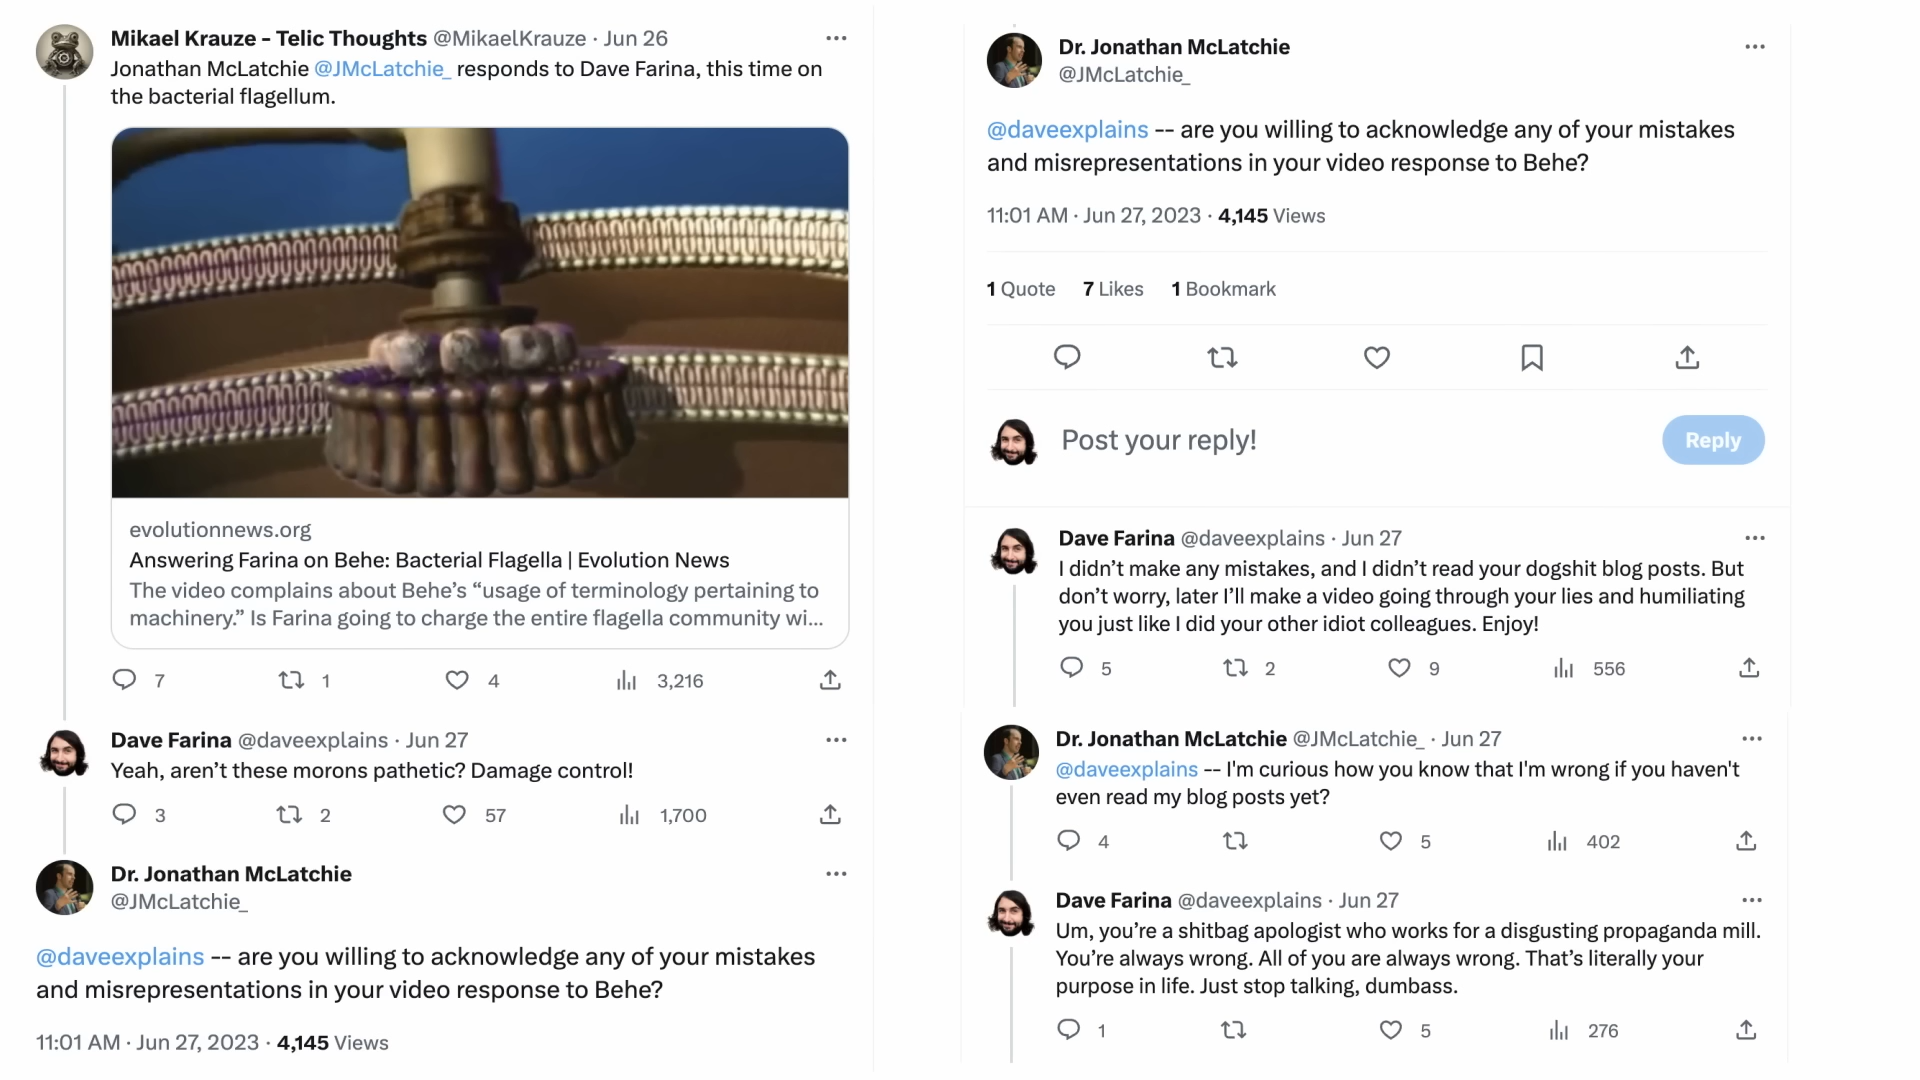 Mikael Krauze - Telic Thoughts @MikaelKrauze · Jun 26
Jonathan McLatchie @JMcLatchie_ responds to Dave Farina, this time on
the bacterial flagellum.
evolutionnews.org
Answering Farina on Behe: Bacterial Flagella | Evolution News
The video complains about Behe's “usage of terminology pertaining to
machinery.” Is Farina going to charge the entire flagella community wi...
7 1 4 3,216
Dave Farina @daveexplains · Jun 27
Yeah, aren't these morons pathetic? Damage control!
3 2 57 1,700
Dr. Jonathan McLatchie
@JMcLatchie_
@daveexplains -- are you willing to acknowledge any of your mistakes
and misrepresentations in your video response to Behe?
11:01 AM · Jun 27, 2023 · 4,145 Views
Dr. Jonathan McLatchie
@JMcLatchie_
@daveexplains -- are you willing to acknowledge any of your mistakes
and misrepresentations in your video response to Behe?
11:01 AM · Jun 27, 2023 · 4,145 Views
1 Quote 7 Likes 1 Bookmark
Post your reply! Reply
Dave Farina @daveexplains · Jun 27
I didn't make any mistakes, and I didn't read your dogshit blog posts. But
don't worry, later I'll make a video going through your lies and humiliating
you just like I did your other idiot colleagues. Enjoy!
5 2 9 556
Dr. Jonathan McLatchie @JMcLatchie_ · Jun 27
@daveexplains -- I'm curious how you know that I'm wrong if you haven't
even read my blog posts yet?
4 5 402
Dave Farina @daveexplains · Jun 27
Um, you're a shitbag apologist who works for a disgusting propaganda mill.
You're always wrong. All of you are always wrong. That's literally your
purpose in life. Just stop talking, dumbass.
1 5 276